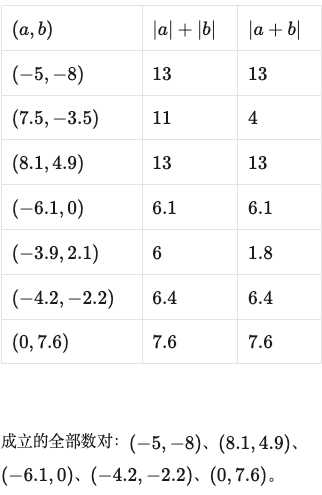 (a, b) |a| + |b| |a + b|
(−5, −8) 13 13
(7.5, −3.5) 11 4
(8.1, 4.9) 13 13
(−6.1, 0) 6.1 6.1
(−3.9, 2.1) 6 1.8
(−4.2, −2.2) 6.4 6.4
(0, 7.6) 7.6 7.6
成立的全部数对：(−5, −8)、(8.1, 4.9)、
(−6.1, 0)、(−4.2, −2.2)、(0, 7.6)。